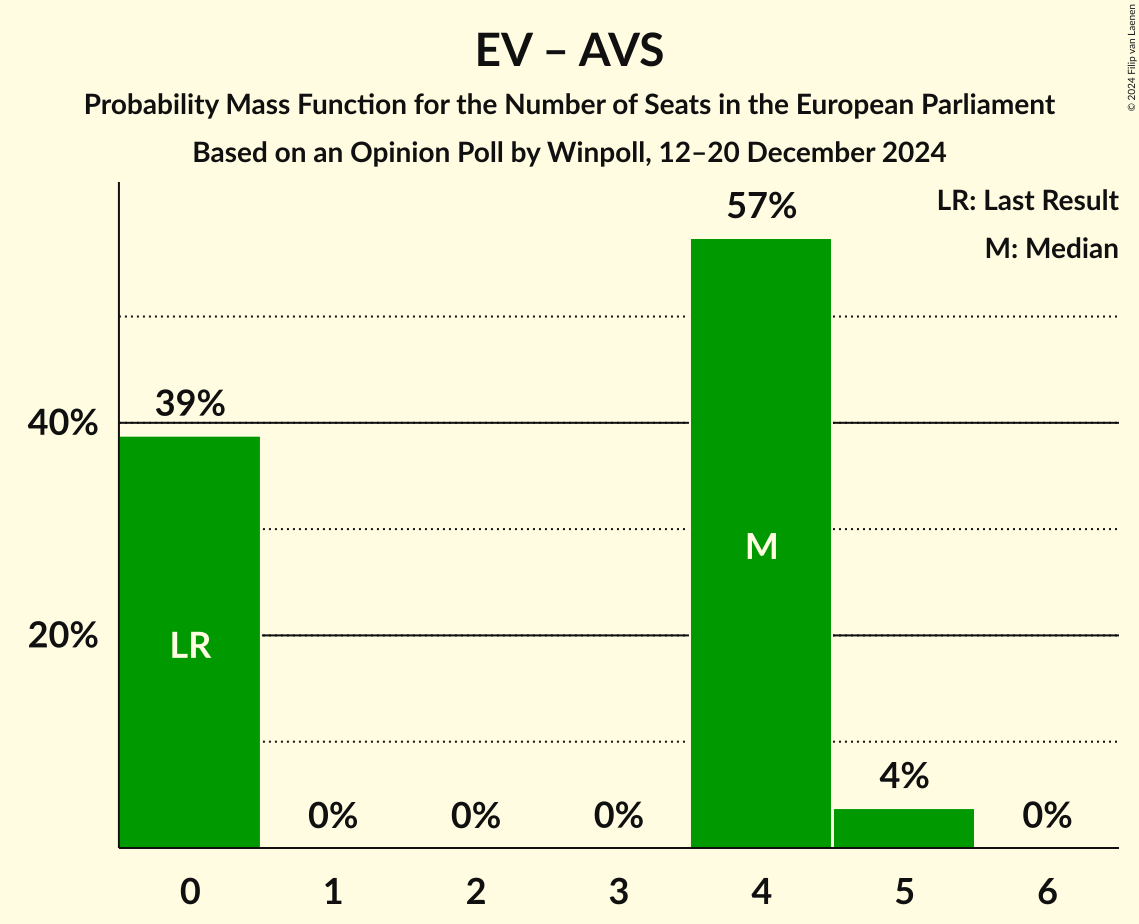 EV – AVS
Probability Mass Function for the Number of Seats in the European Parliament
Based on an Opinion Poll by Winpoll, 12–20 December 2024
© 2024 Filip van Laenen
LR: Last Result
M: Median
57%
39%
40%
M
20%
LR
4%
0%
0%
0%
0%
0
1
2
3
4
5
6